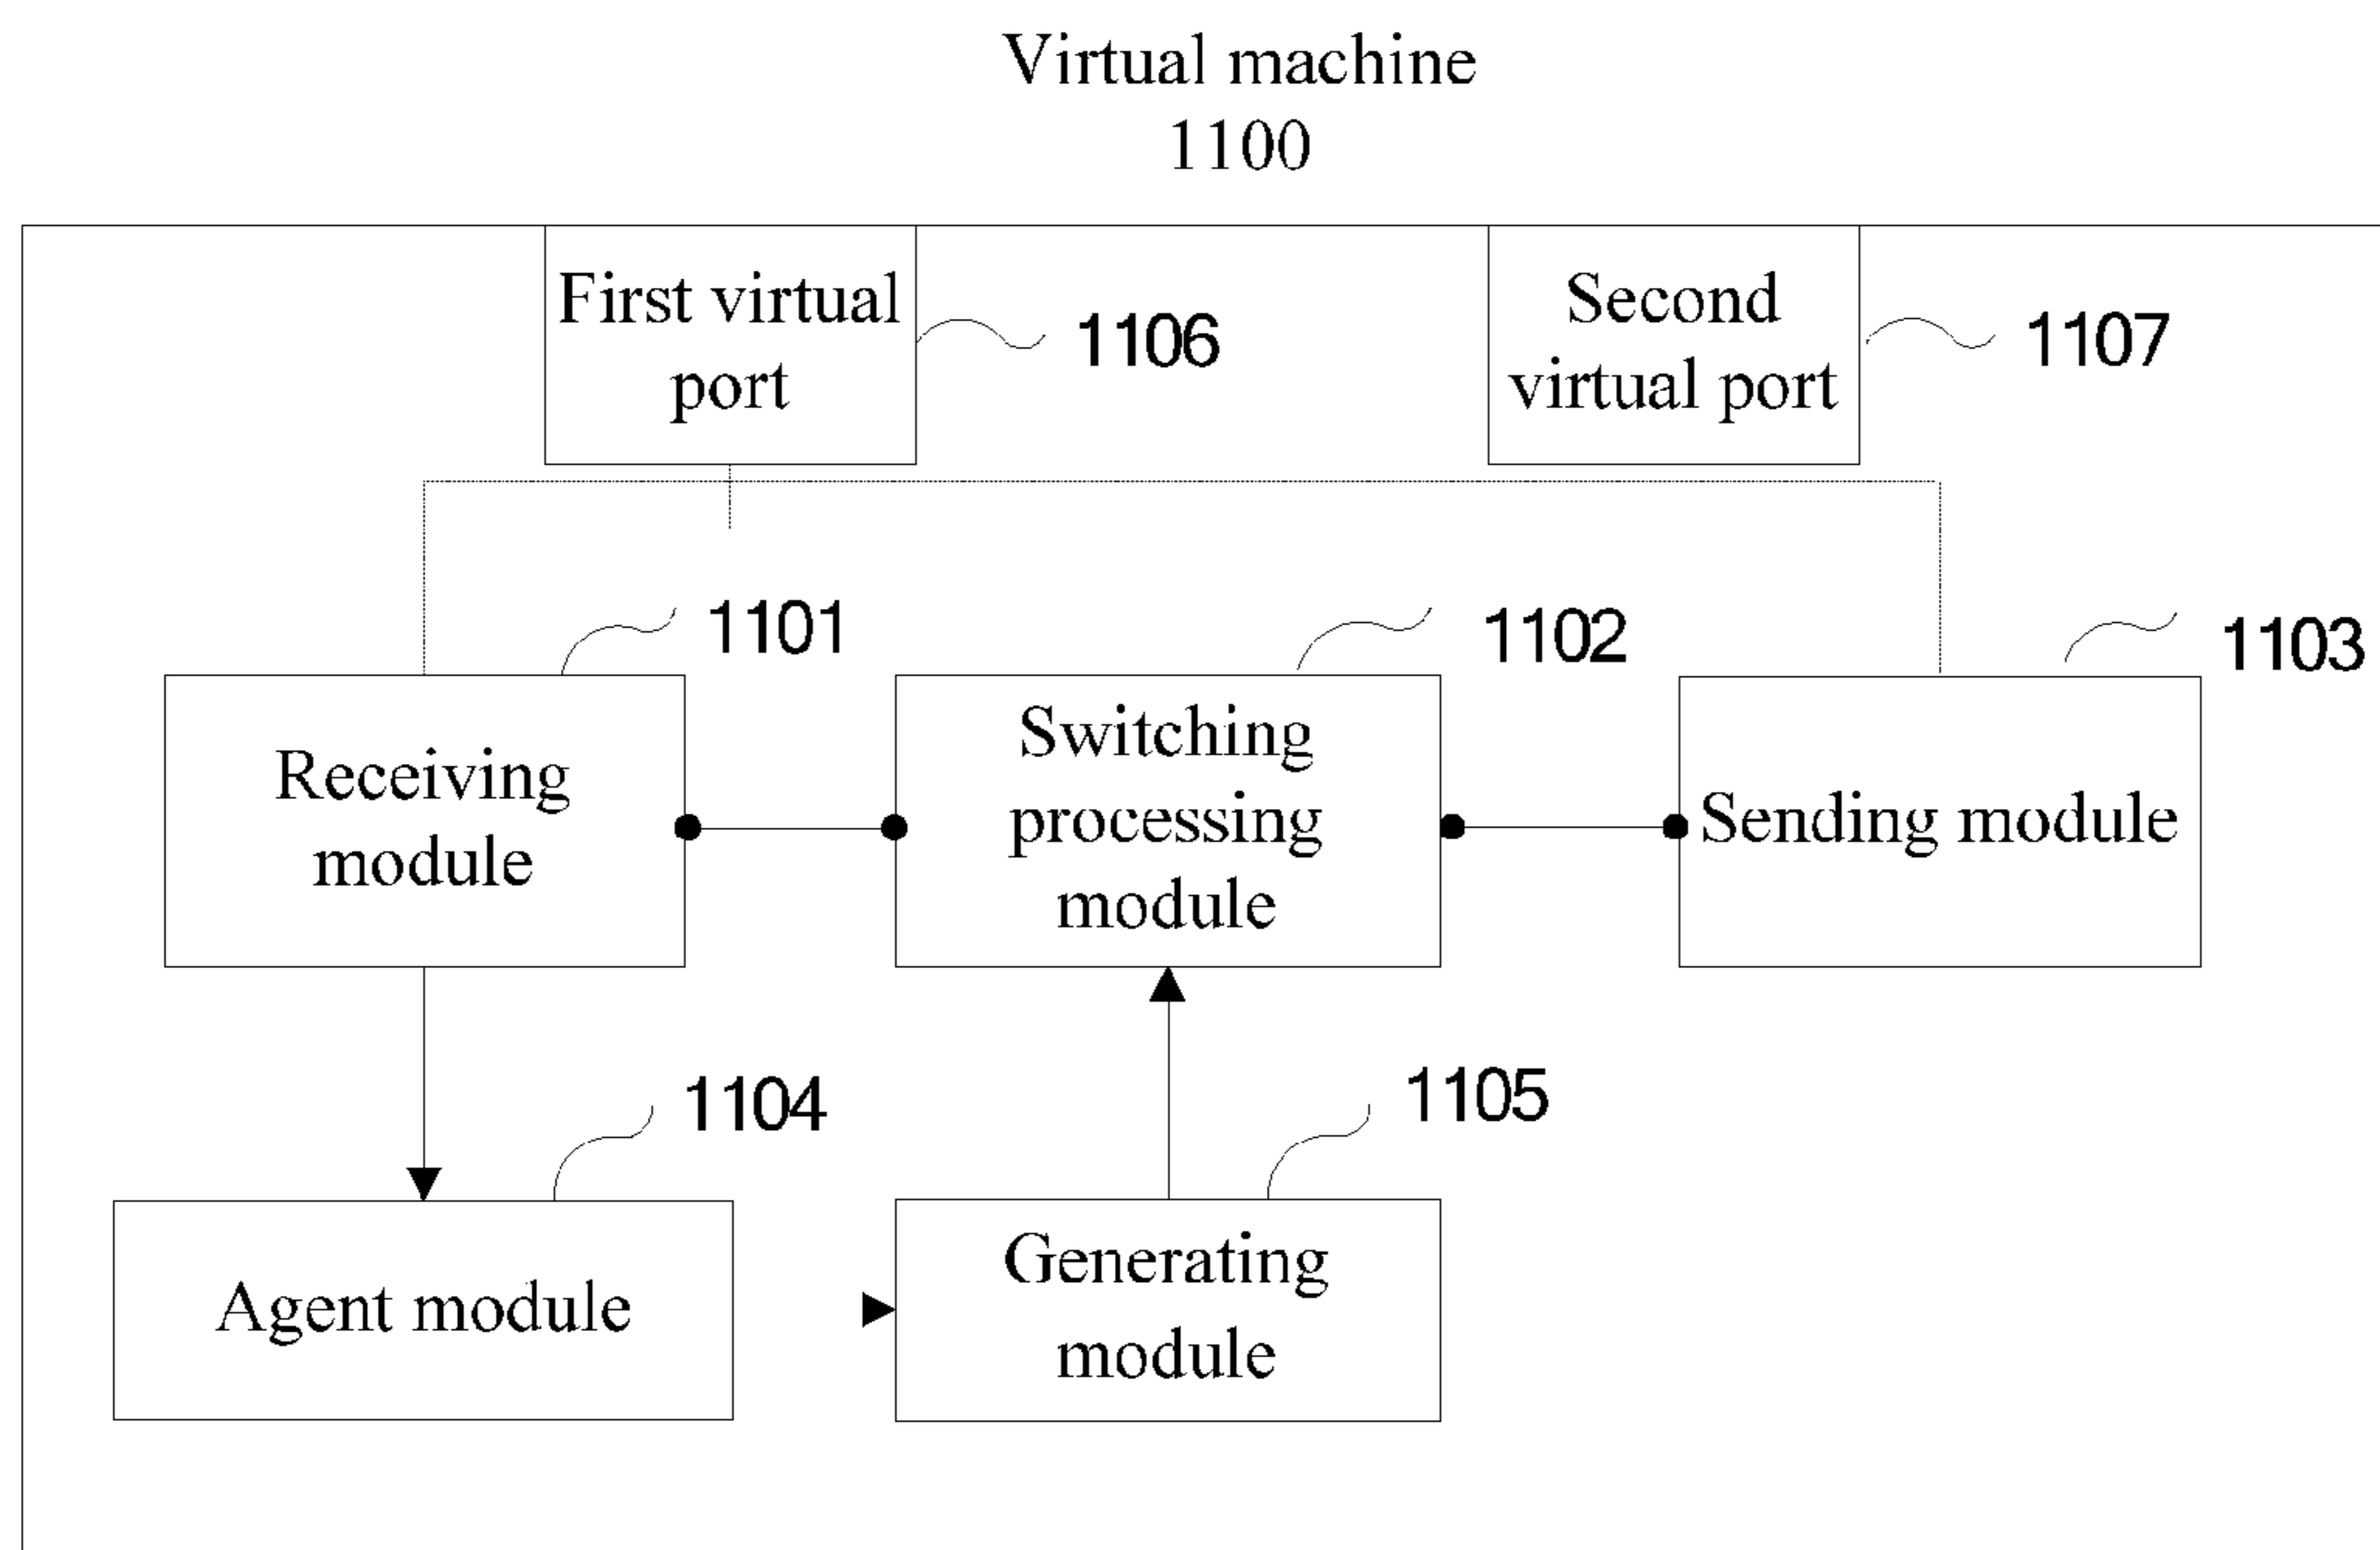 Virtual machine
1100
First virtual
port
1106
Second
virtual port
1107
1101
1102
1103
Receiving
module
Switching
processing
module
Sending module
1104
1105
Agent module
Generating
module